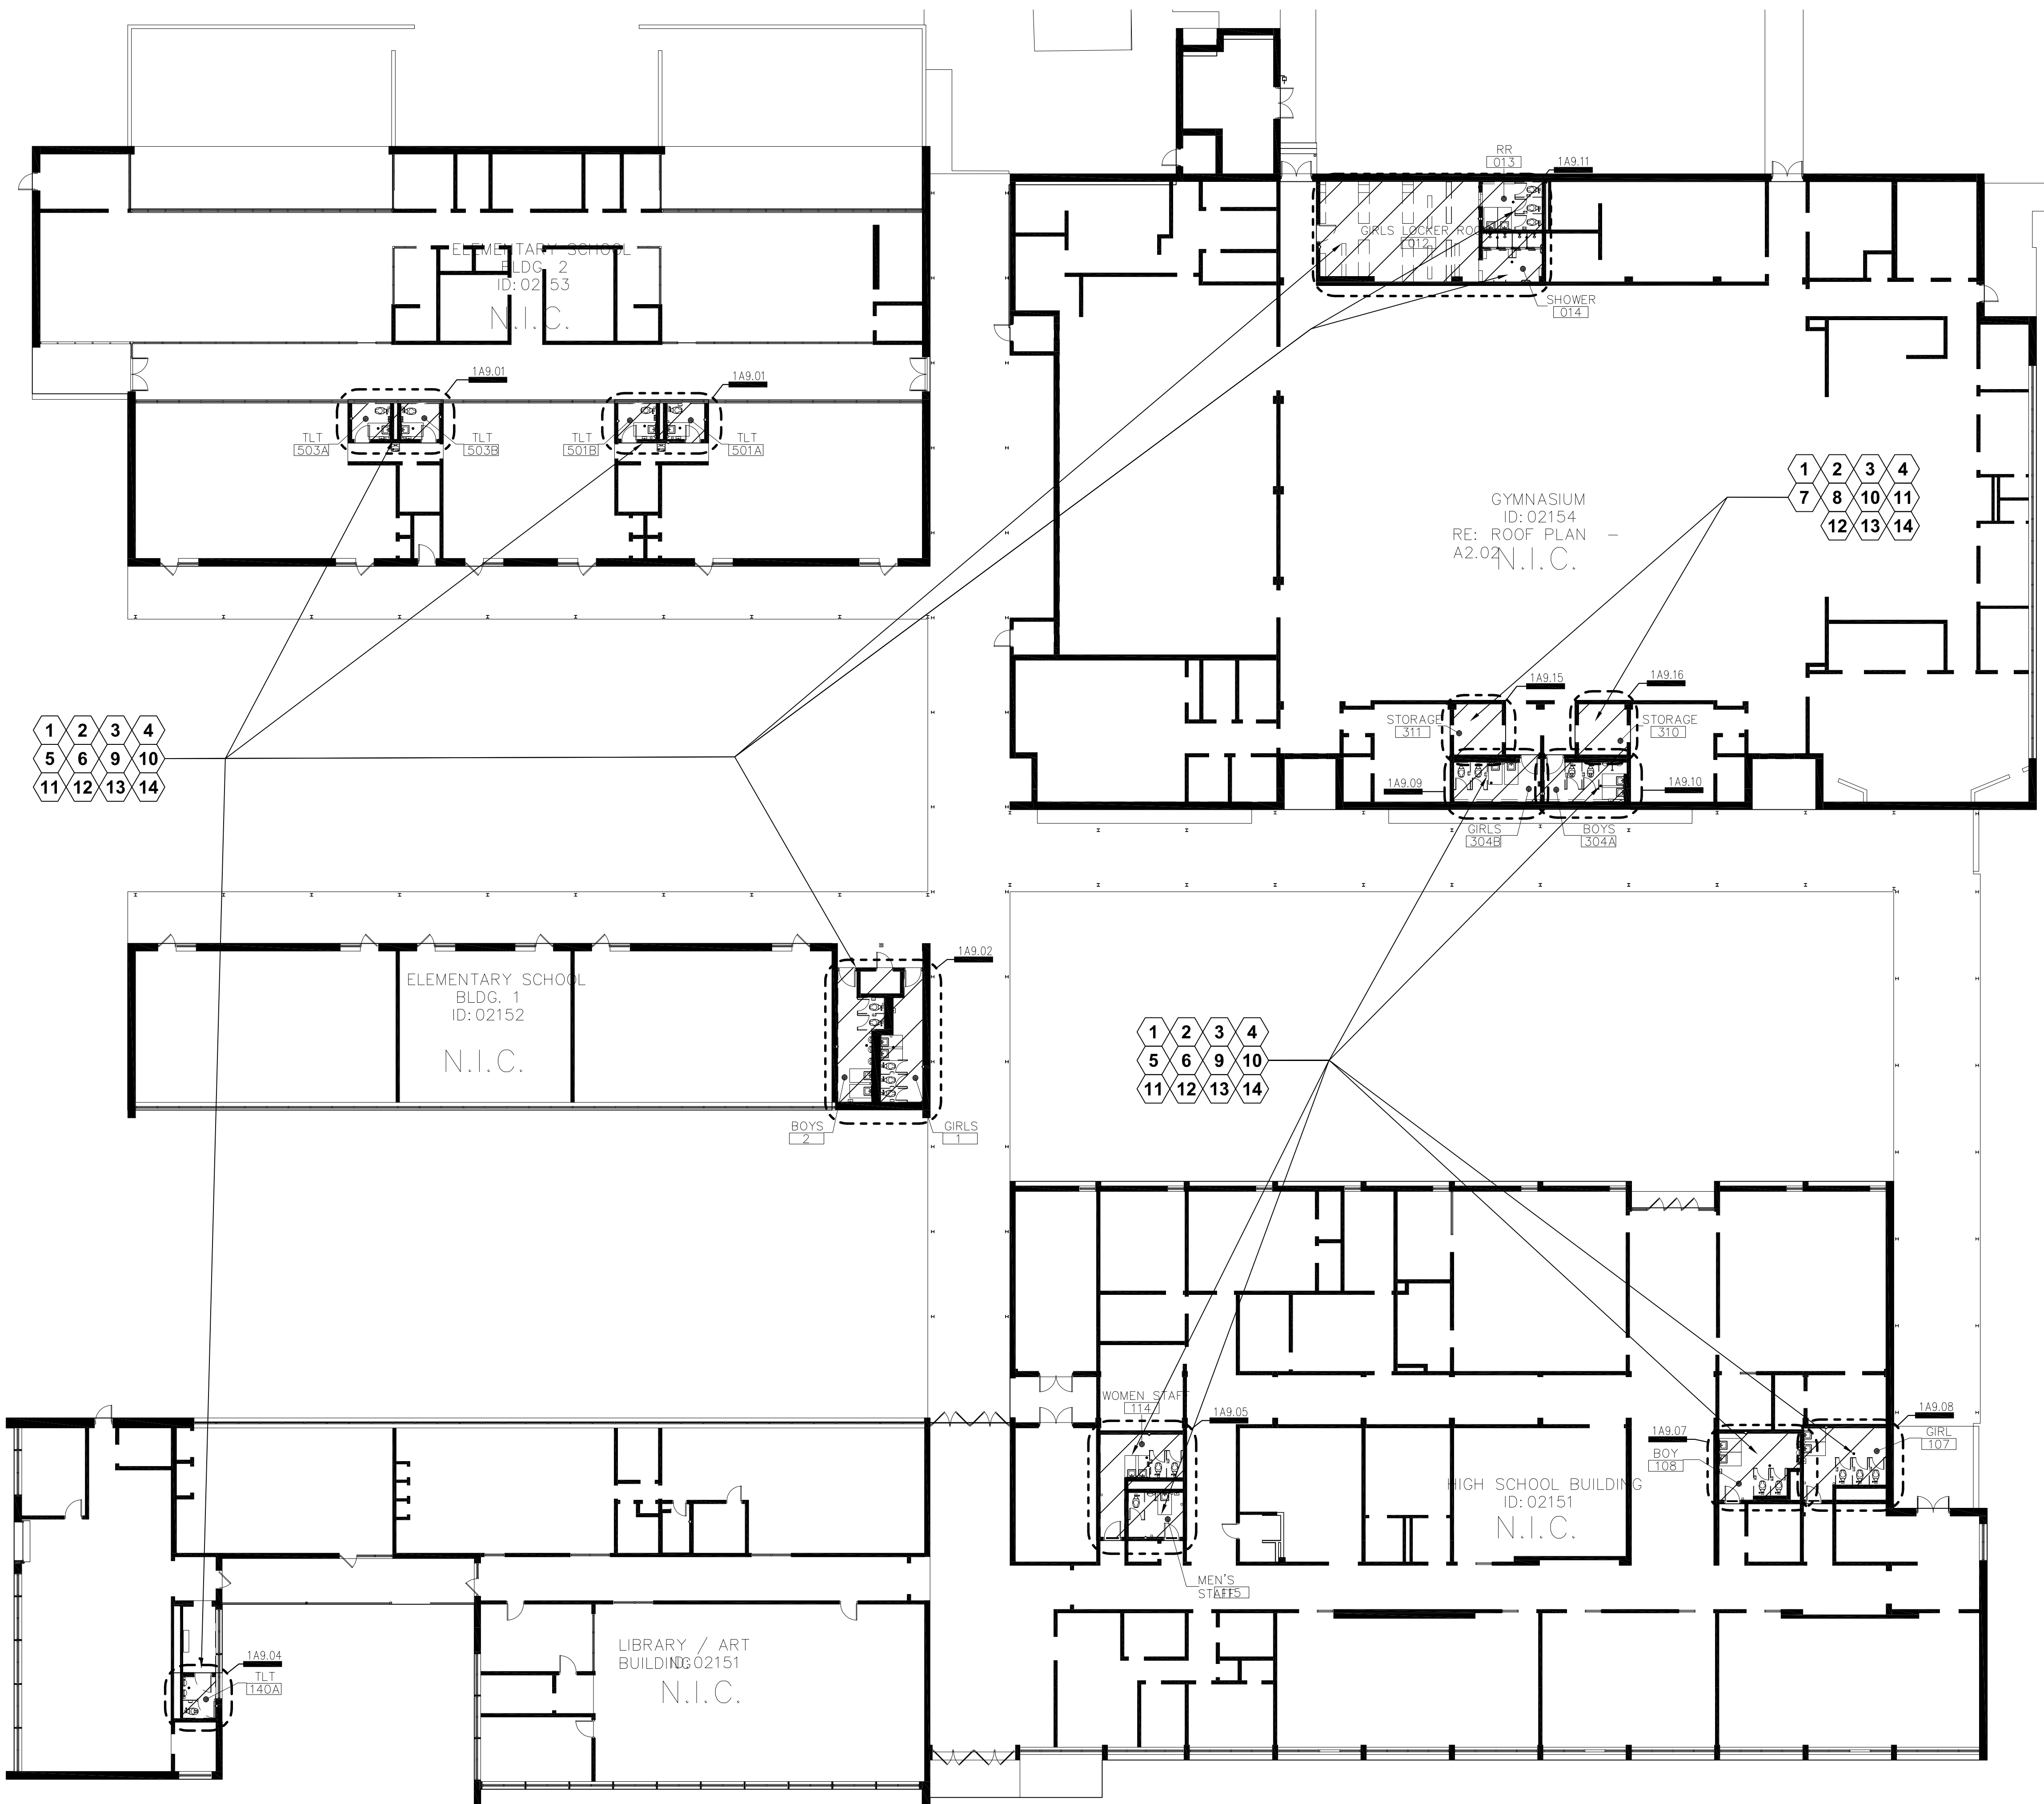 RR
013
1A9.11
GIRLS LOCKER ROO
012
SHOWER
014
ELEMENTARY SCHOOL
BLDG. 2
ID: 02153
N.I.C.
1A9.01
1A9.01
TLT
503A
TLT
503B
TLT
501B
TLT
501A
1 2 3 4
7 8 10 11
12 13 14
GYMNASIUM
ID: 02154
RE: ROOF PLAN –
A2.02
N.I.C.
1A9.15
1A9.16
STORAGE
311
STORAGE
310
1 2 3 4
5 6 9 10
11 12 13 14
1A9.09
1A9.10
GIRLS
304B
BOYS
304A
1A9.02
ELEMENTARY SCHOOL
BLDG. 1
ID: 02152
N.I.C.
BOYS
2
GIRLS
1
1 2 3 4
5 6 9 10
11 12 13 14
WOMEN STAFF
114
1A9.05
1A9.08
1A9.07
GIRL
107
BOY
108
HIGH SCHOOL BUILDING
ID: 02151
N.I.C.
MEN'S
STAFF
115
LIBRARY / ART
BUILDING
ID: 02151
N.I.C.
1A9.04
TLT
140A